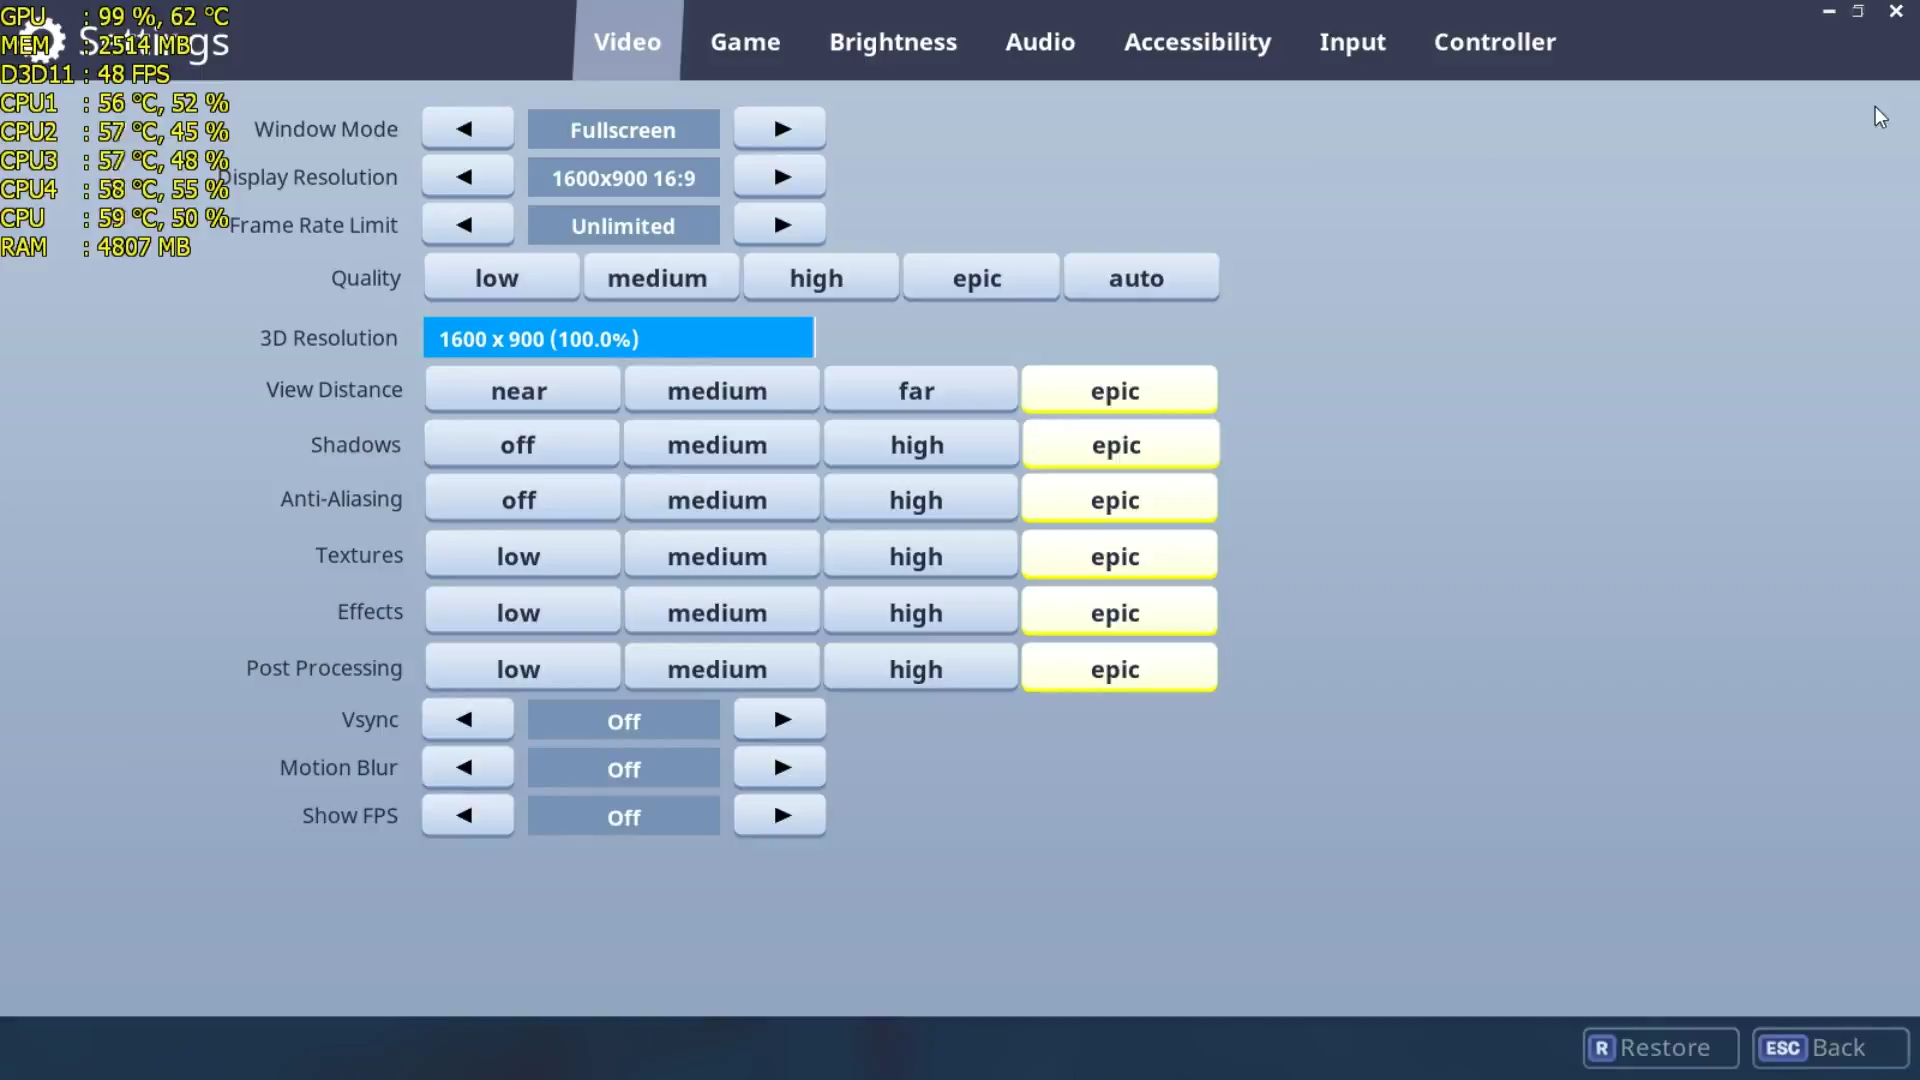 GPU : 99 %, 62 °C
MEM : 2514 MB
D3D11 : 48 FPS
CPU1 : 56 °C, 52 %
CPU2 : 57 °C, 45 %
CPU3 : 57 °C, 48 %
CPU4 : 58 °C, 55 %
CPU : 59 °C, 50 %
RAM : 4807 MB
Settings
Video Game Brightness Audio Accessibility Input Controller
Window Mode Fullscreen
Display Resolution 1600x900 16:9
Frame Rate Limit Unlimited
Quality low medium high epic auto
3D Resolution 1600 x 900 (100.0%)
View Distance near medium far epic
Shadows off medium high epic
Anti-Aliasing off medium high epic
Textures low medium high epic
Effects low medium high epic
Post Processing low medium high epic
Vsync Off
Motion Blur Off
Show FPS Off
R Restore ESC Back